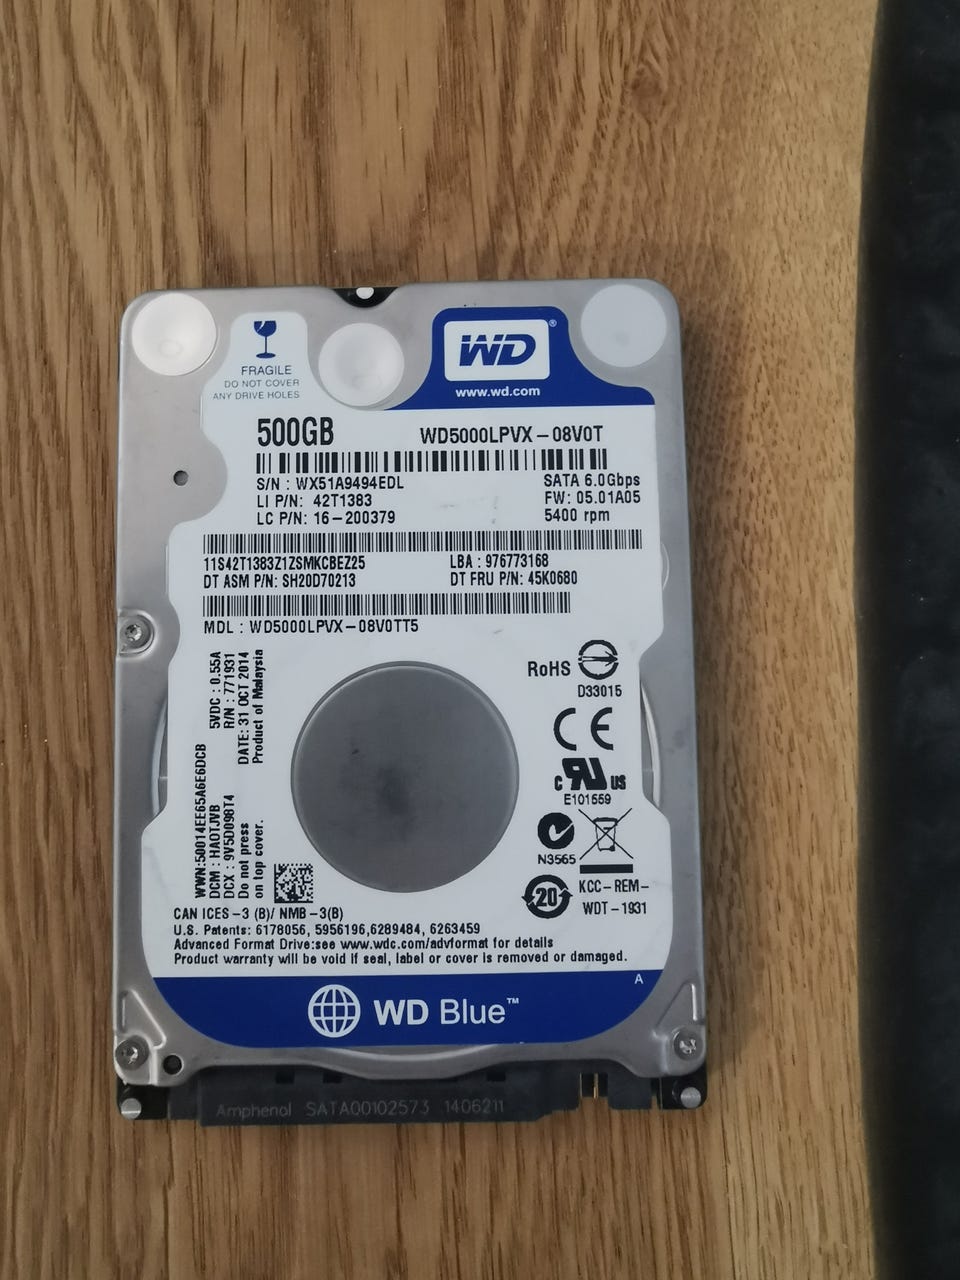 FRAGILE
DO NOT COVER
ANY DRIVE HOLES
WD®
www.wd.com
500GB
WD5000LPVX-08V0T
S/N : WX51A9494EDL
LI P/N: 42T1383
LC P/N: 16-200379
SATA 6.0Gbps
FW: 05.01A05
5400 rpm
11S42T1383Z1ZSMKCBEZ25
LBA : 976773168
DT ASM P/N: SH20D70213
DT FRU P/N: 45K0680
MDL : WD5000LPVX-08V0TT5
WWN:50014EE65A6E6DCB
DCM : HAOTJVB
5VDC : 0.55A
DCX : 9V5D098T4
R/N : 771931
Do not press
on top cover.
DATE: 31 OCT 2014
Product of Malaysia
RoHS
D33015
CE
c RU us
E101559
N3565
20
KCC-REM-
WDT-1931
CAN ICES-3 (B)/ NMB-3(B)
U.S. Patents: 6178056, 5956196,6289484, 6263459
Advanced Format Drive:see www.wdc.com/advformat for details
Product warranty will be void if seal, label or cover is removed or damaged.
A
WD Blue™
Amphenol SATA00102573 1406211